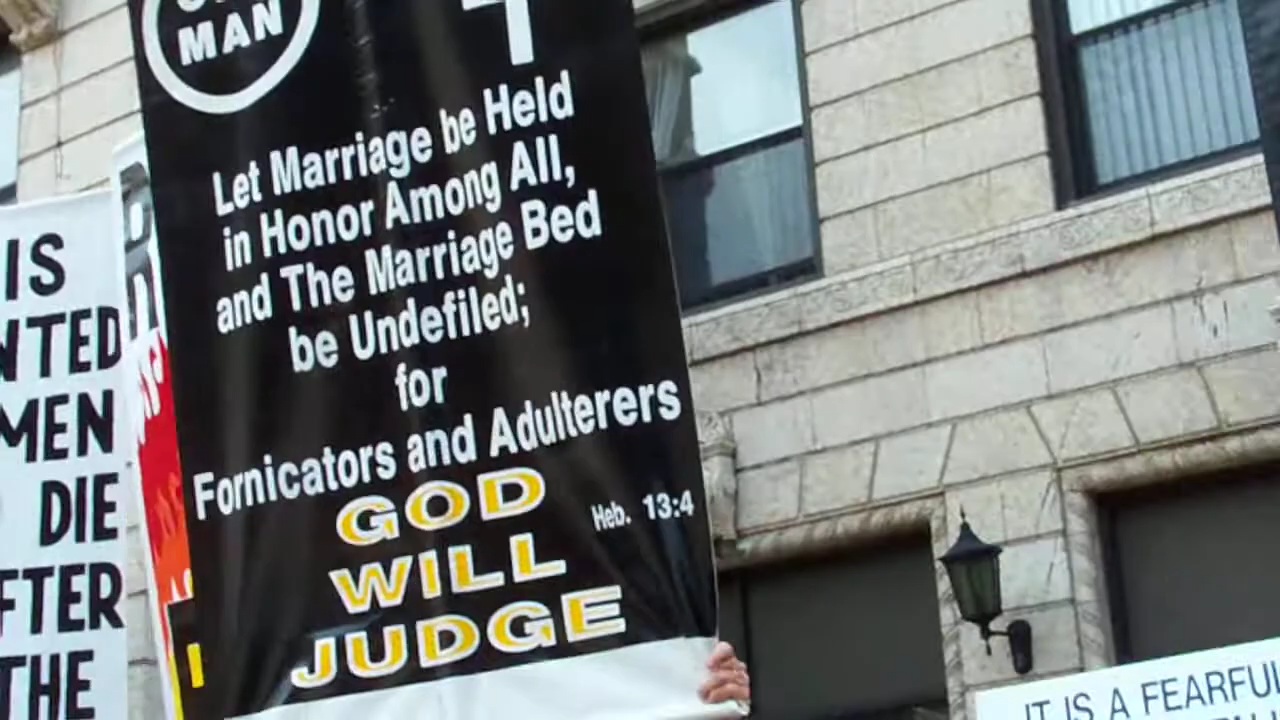 MAN
Let Marriage be Held
in Honor Among All,
and The Marriage Bed
be Undefiled;
for
Fornicators and Adulterers
GOD
WILL
JUDGE
Heb. 13:4
IS
NTED
MEN
DIE
FTER
THE
IT IS A FEARFUL